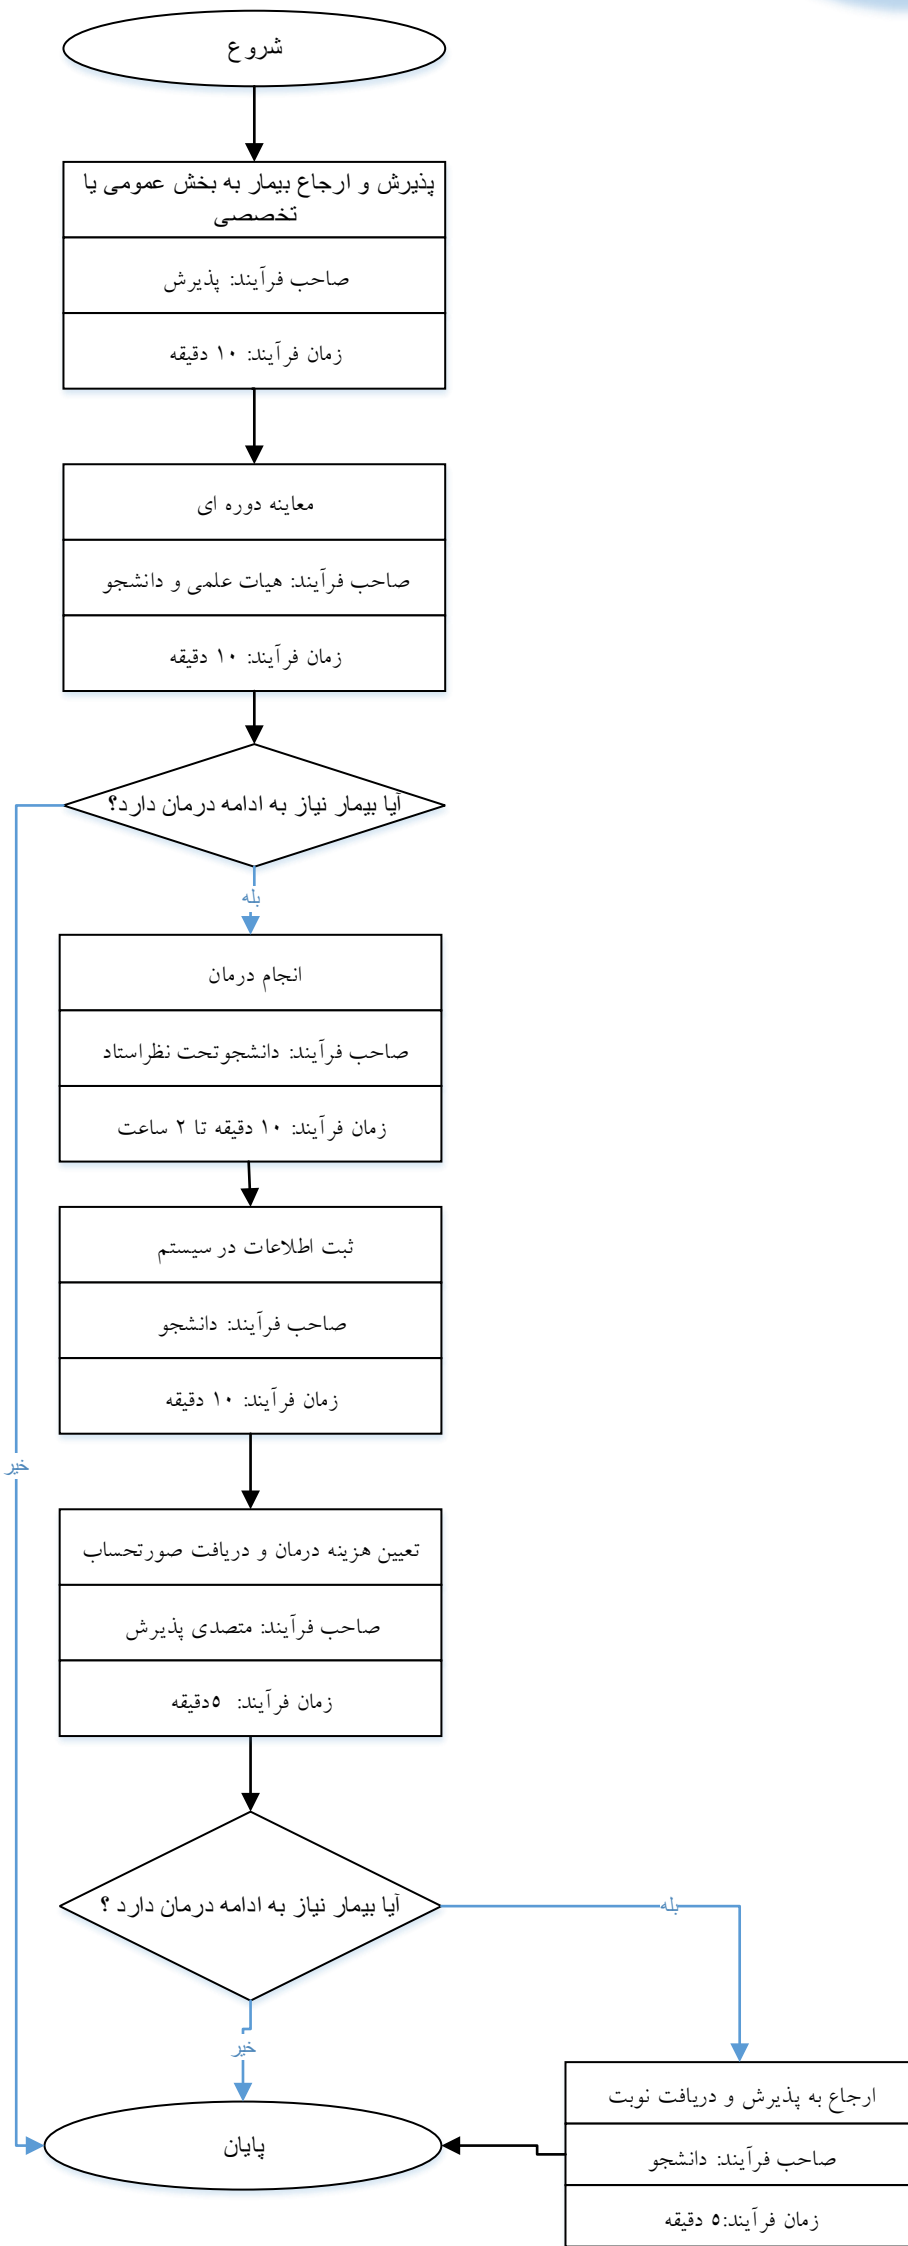 شروع
پذیرش و ارجاع بیمار به بخش عمومی یا
تخصصی
صاحب فرآیند: پذیرش
زمان فرآیند: ۱۰ دقیقه
معاینه دوره ای
صاحب فرآیند: هیات علمی و دانشجو
زمان فرآیند: ۱۰ دقیقه
آیا بیمار نیاز به ادامه درمان دارد؟
بله
انجام درمان
صاحب فرآیند: دانشجوتحت نظراستاد
زمان فرآیند: ۱۰ دقیقه تا ۲ ساعت
ثبت اطلاعات در سیستم
صاحب فرآیند: دانشجو
زمان فرآیند: ۱۰ دقیقه
خیر
تعیین هزینه درمان و دریافت صورتحساب
صاحب فرآیند: متصدی پذیرش
زمان فرآیند: ۵دقیقه
آیا بیمار نیاز به ادامه درمان دارد ؟
بله
خیر
ارجاع به پذیرش و دریافت نوبت
صاحب فرآیند: دانشجو
زمان فرآیند:۵ دقیقه
پایان